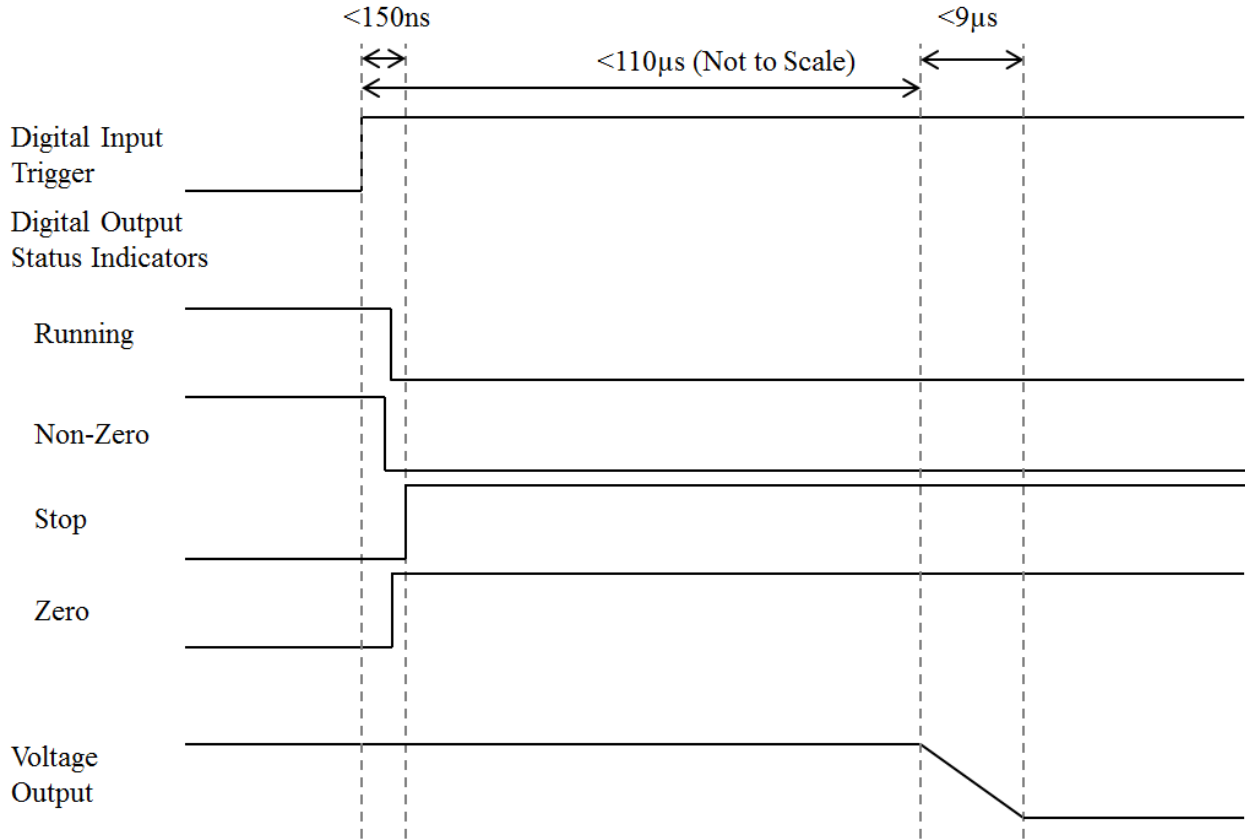 <150ns
<9µs
<110µs (Not to Scale)
Digital Input
Trigger
Digital Output
Status Indicators
Running
Non-Zero
Stop
Zero
Voltage
Output